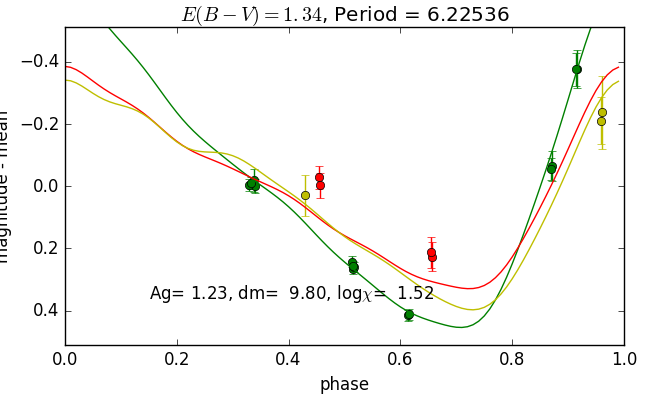 E(B − V) = 1.34, Period = 6.22536
magnitude - mean
−0.4
−0.2
0.0
0.2
0.4
Ag= 1.23, dm= 9.80, logχ= 1.52
0.0 0.2 0.4 0.6 0.8 1.0
phase